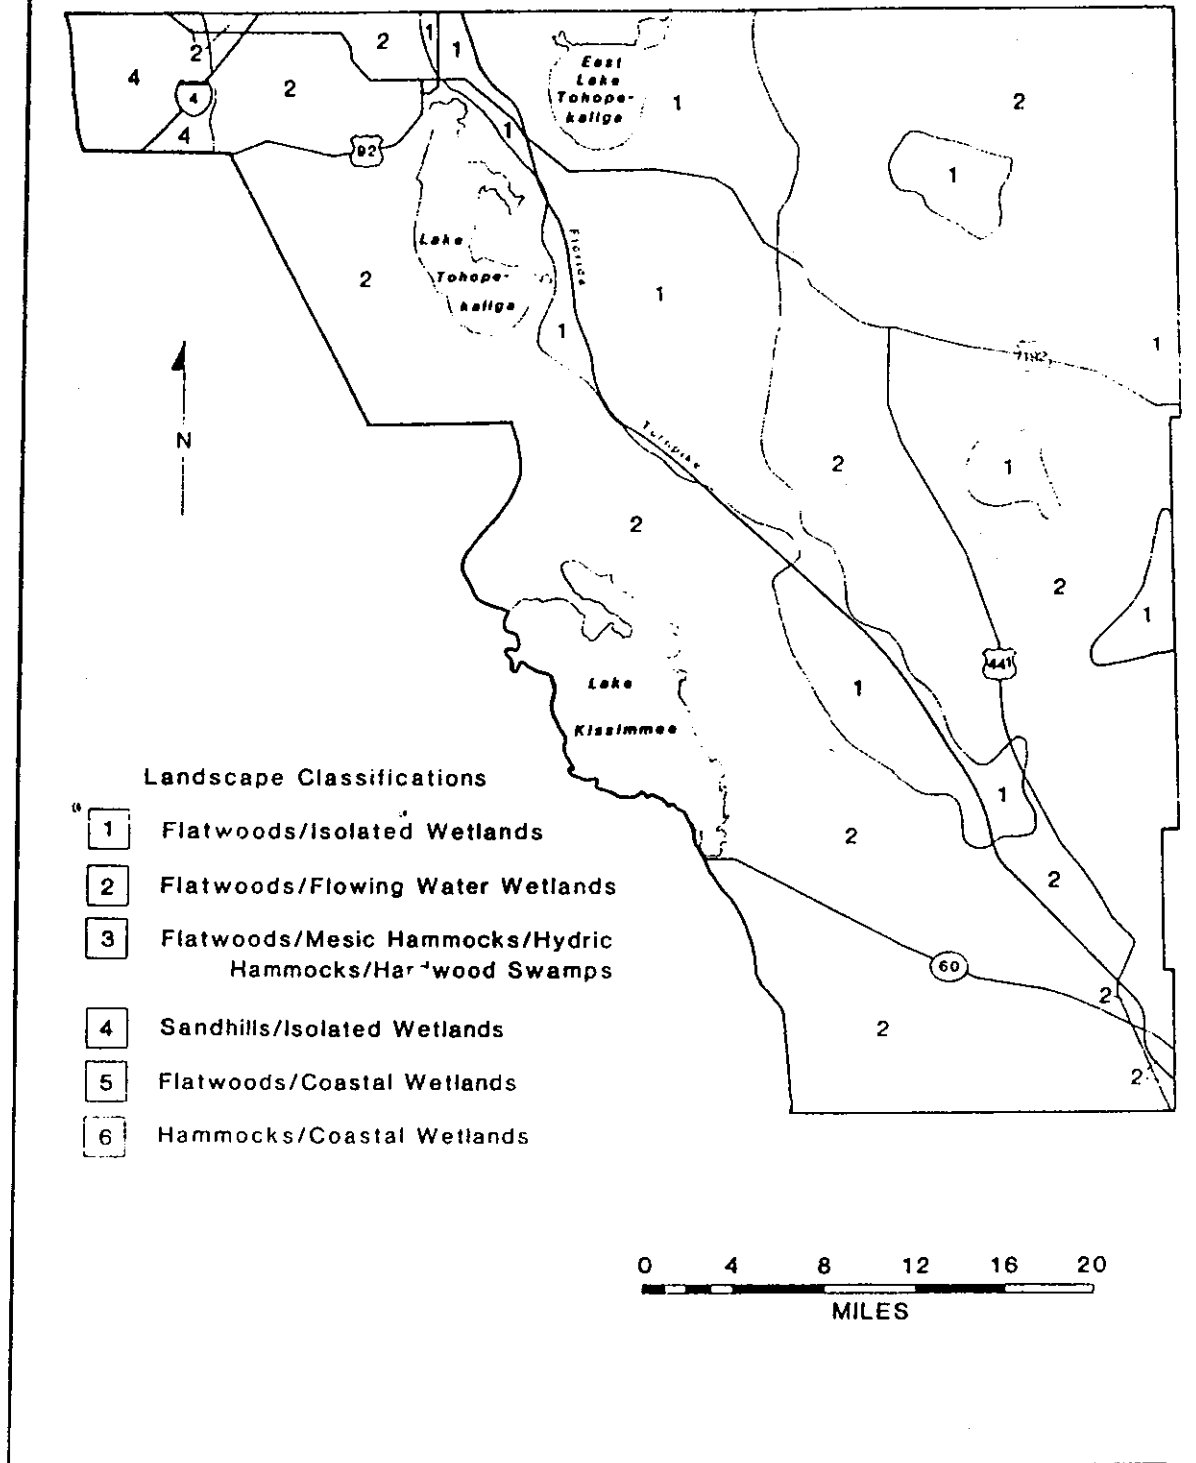 2
1
1
2
4
2
East
Lake
Tohope-
kaliga
1
2
4
4
92
1
1
Lake
Tohope-
kaliga
2
Florida
1
1
1
N
Turnpike
2
1
2
2
1
Lake
Kissimmee
441
1
1
2
2
60
2
2
2
Landscape Classifications
1 Flatwoods/Isolated Wetlands
2 Flatwoods/Flowing Water Wetlands
3 Flatwoods/Mesic Hammocks/Hydric
Hammocks/Hardwood Swamps
4 Sandhills/Isolated Wetlands
5 Flatwoods/Coastal Wetlands
6 Hammocks/Coastal Wetlands
0 4 8 12 16 20
MILES